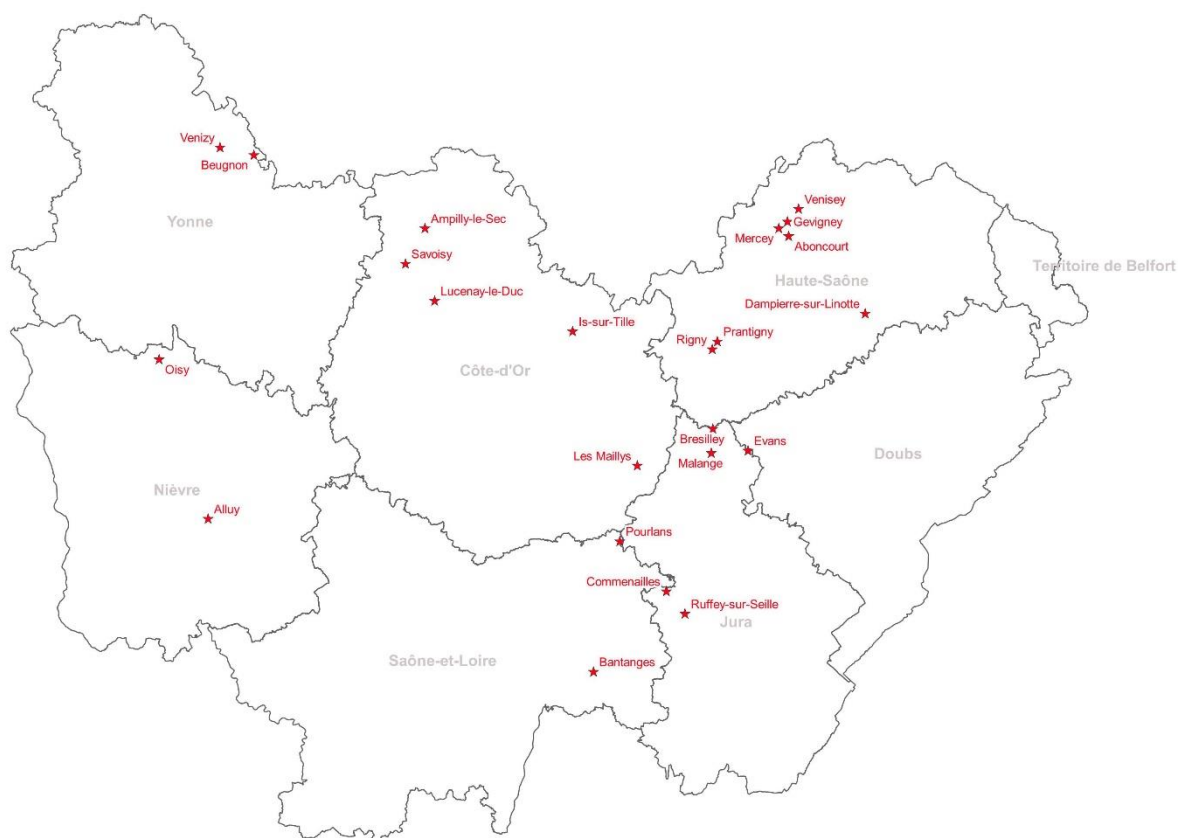 Venizy
Beugnon
Yonne
Ampilly-le-Sec
Savoisy
Lucenay-le-Duc
Is-sur-Tille
Côte-d'Or
Les Maillys
Venisey
Gevigney
Mercey
Aboncourt
Haute-Saône
Territoire de Belfort
Dampierre-sur-Linotte
Prantigny
Rigny
Oisy
Nièvre
Alluy
Bresilley
Malange
Evans
Doubs
Pourlans
Commenailles
Ruffey-sur-Seille
Jura
Saône-et-Loire
Bantanges